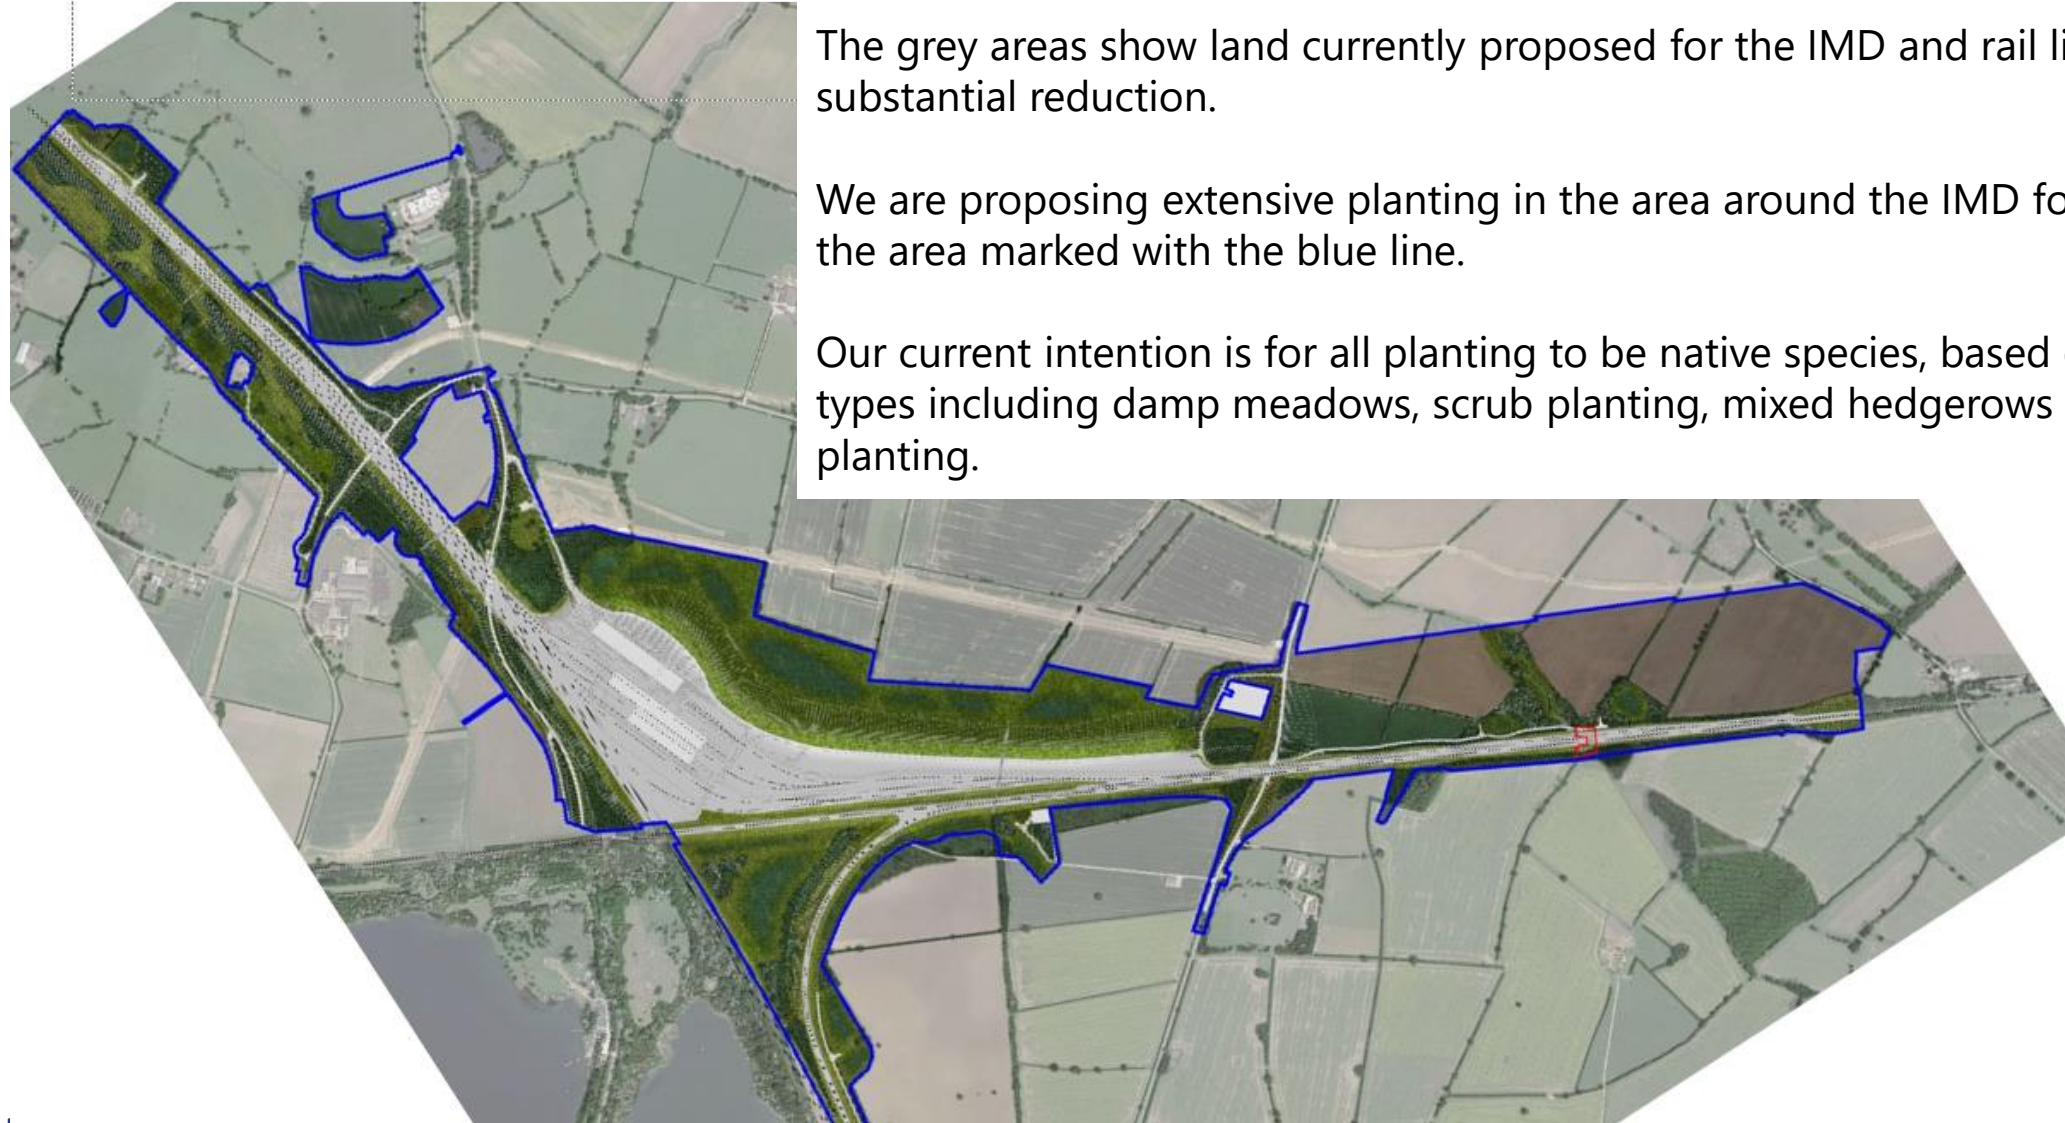 The grey areas show land currently proposed for the IMD and rail li
substantial reduction.
We are proposing extensive planting in the area around the IMD fo
the area marked with the blue line.
Our current intention is for all planting to be native species, based
types including damp meadows, scrub planting, mixed hedgerows
planting.